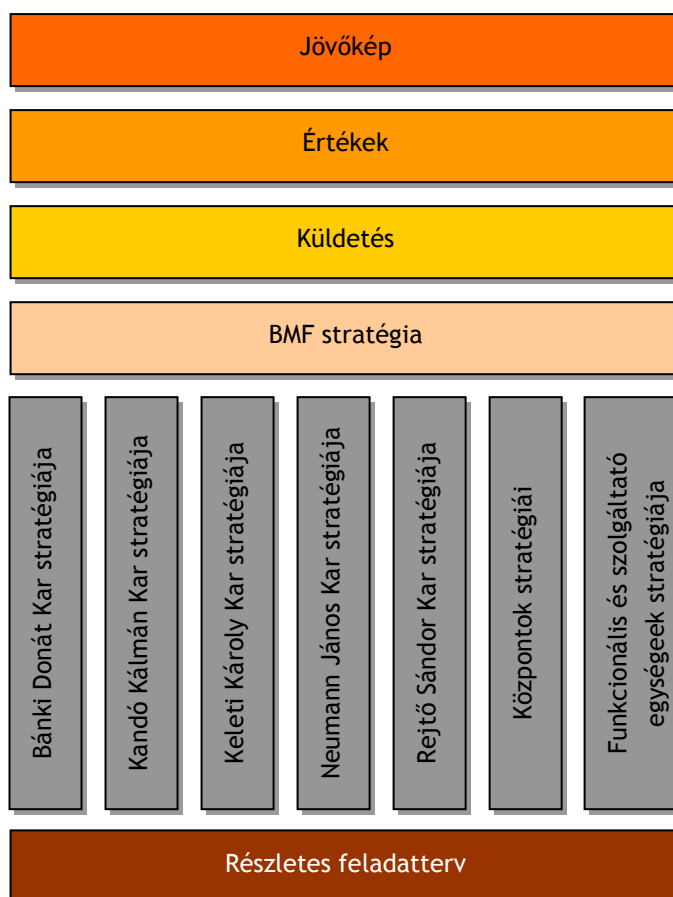 Jövőkép
Értékek
Küldetés
BMF stratégia
Bánki Donát Kar stratégiája
Kandó Kálmán Kar stratégiája
Keleti Károly Kar stratégiája
Neumann János Kar stratégiája
Rejtő Sándor Kar stratégiája
Központok stratégiái
Funkcionális és szolgáltató
egységeek stratégiája
Részletes feladatterv